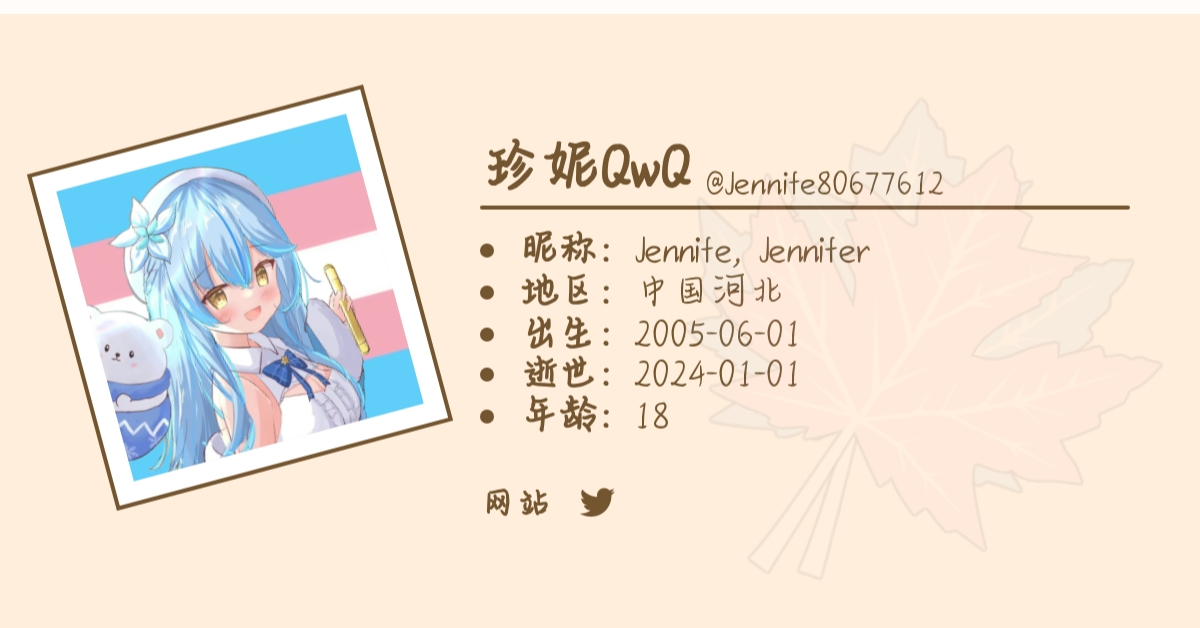 珍妮QwQ @Jennife80677612
昵称： Jennife, Jennifer
地区： 中国河北
出生： 2005-06-01
逝世： 2024-01-01
年龄： 18
网站